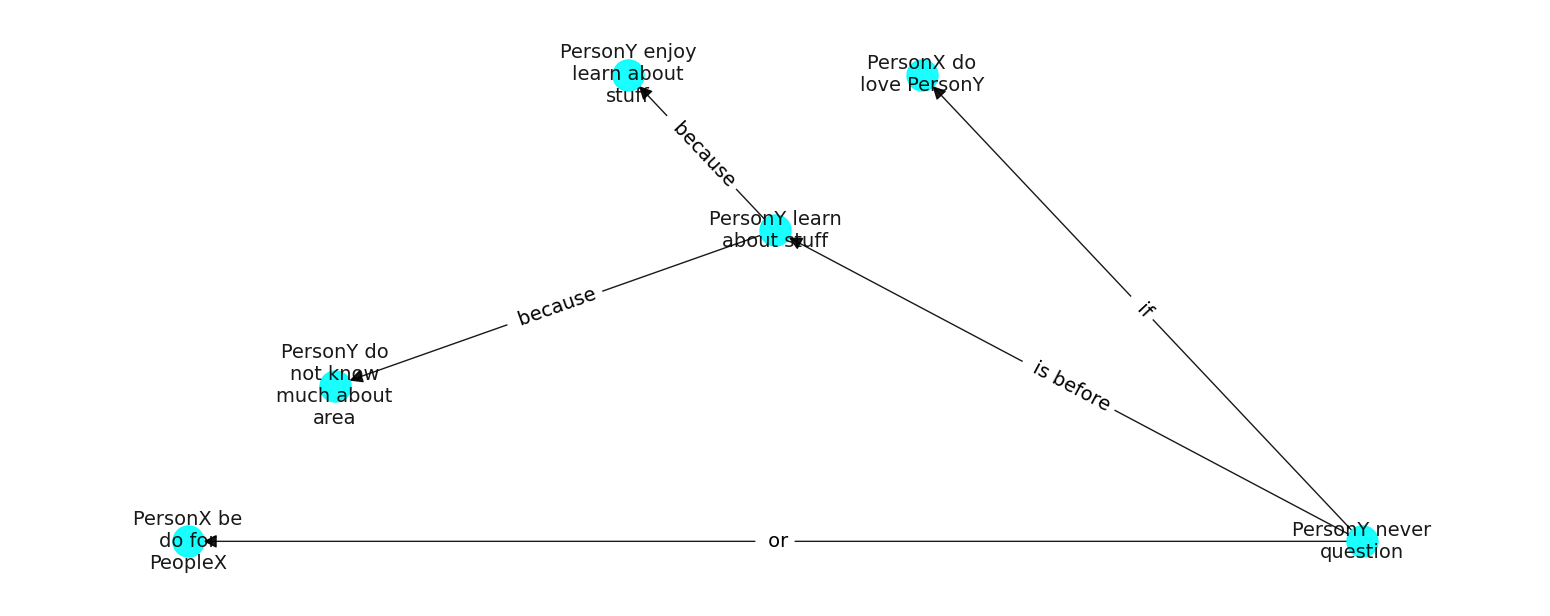 PersonY enjoy
learn about
stuff
PersonX do
love PersonY
because
PersonY learn
about stuff
because
if
PersonY do
not know
much about
area
is before
PersonX be
do for
PeopleX
or
PersonY never
question